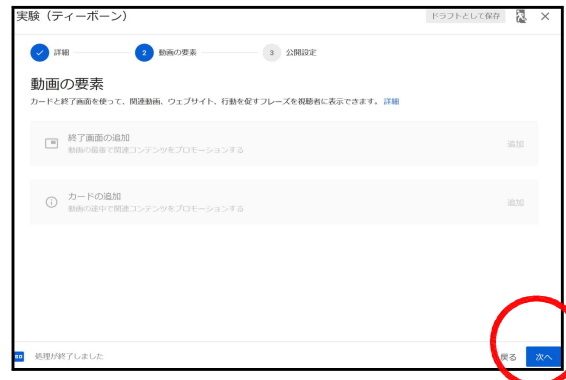 実験（ティーボーン）
ドラフトとして保存
詳細
2 動画の要素
3 公開設定
動画の要素
カードと終了画面を使って、関連動画、ウェブサイト、行動を促すフレーズを視聴者に表示できます。 詳細
終了画面の追加
動画の最後で関連コンテンツをプロモーションする
追加
カードの追加
動画の途中で関連コンテンツをプロモーションする
追加
処理が終了しました
戻る
次へ